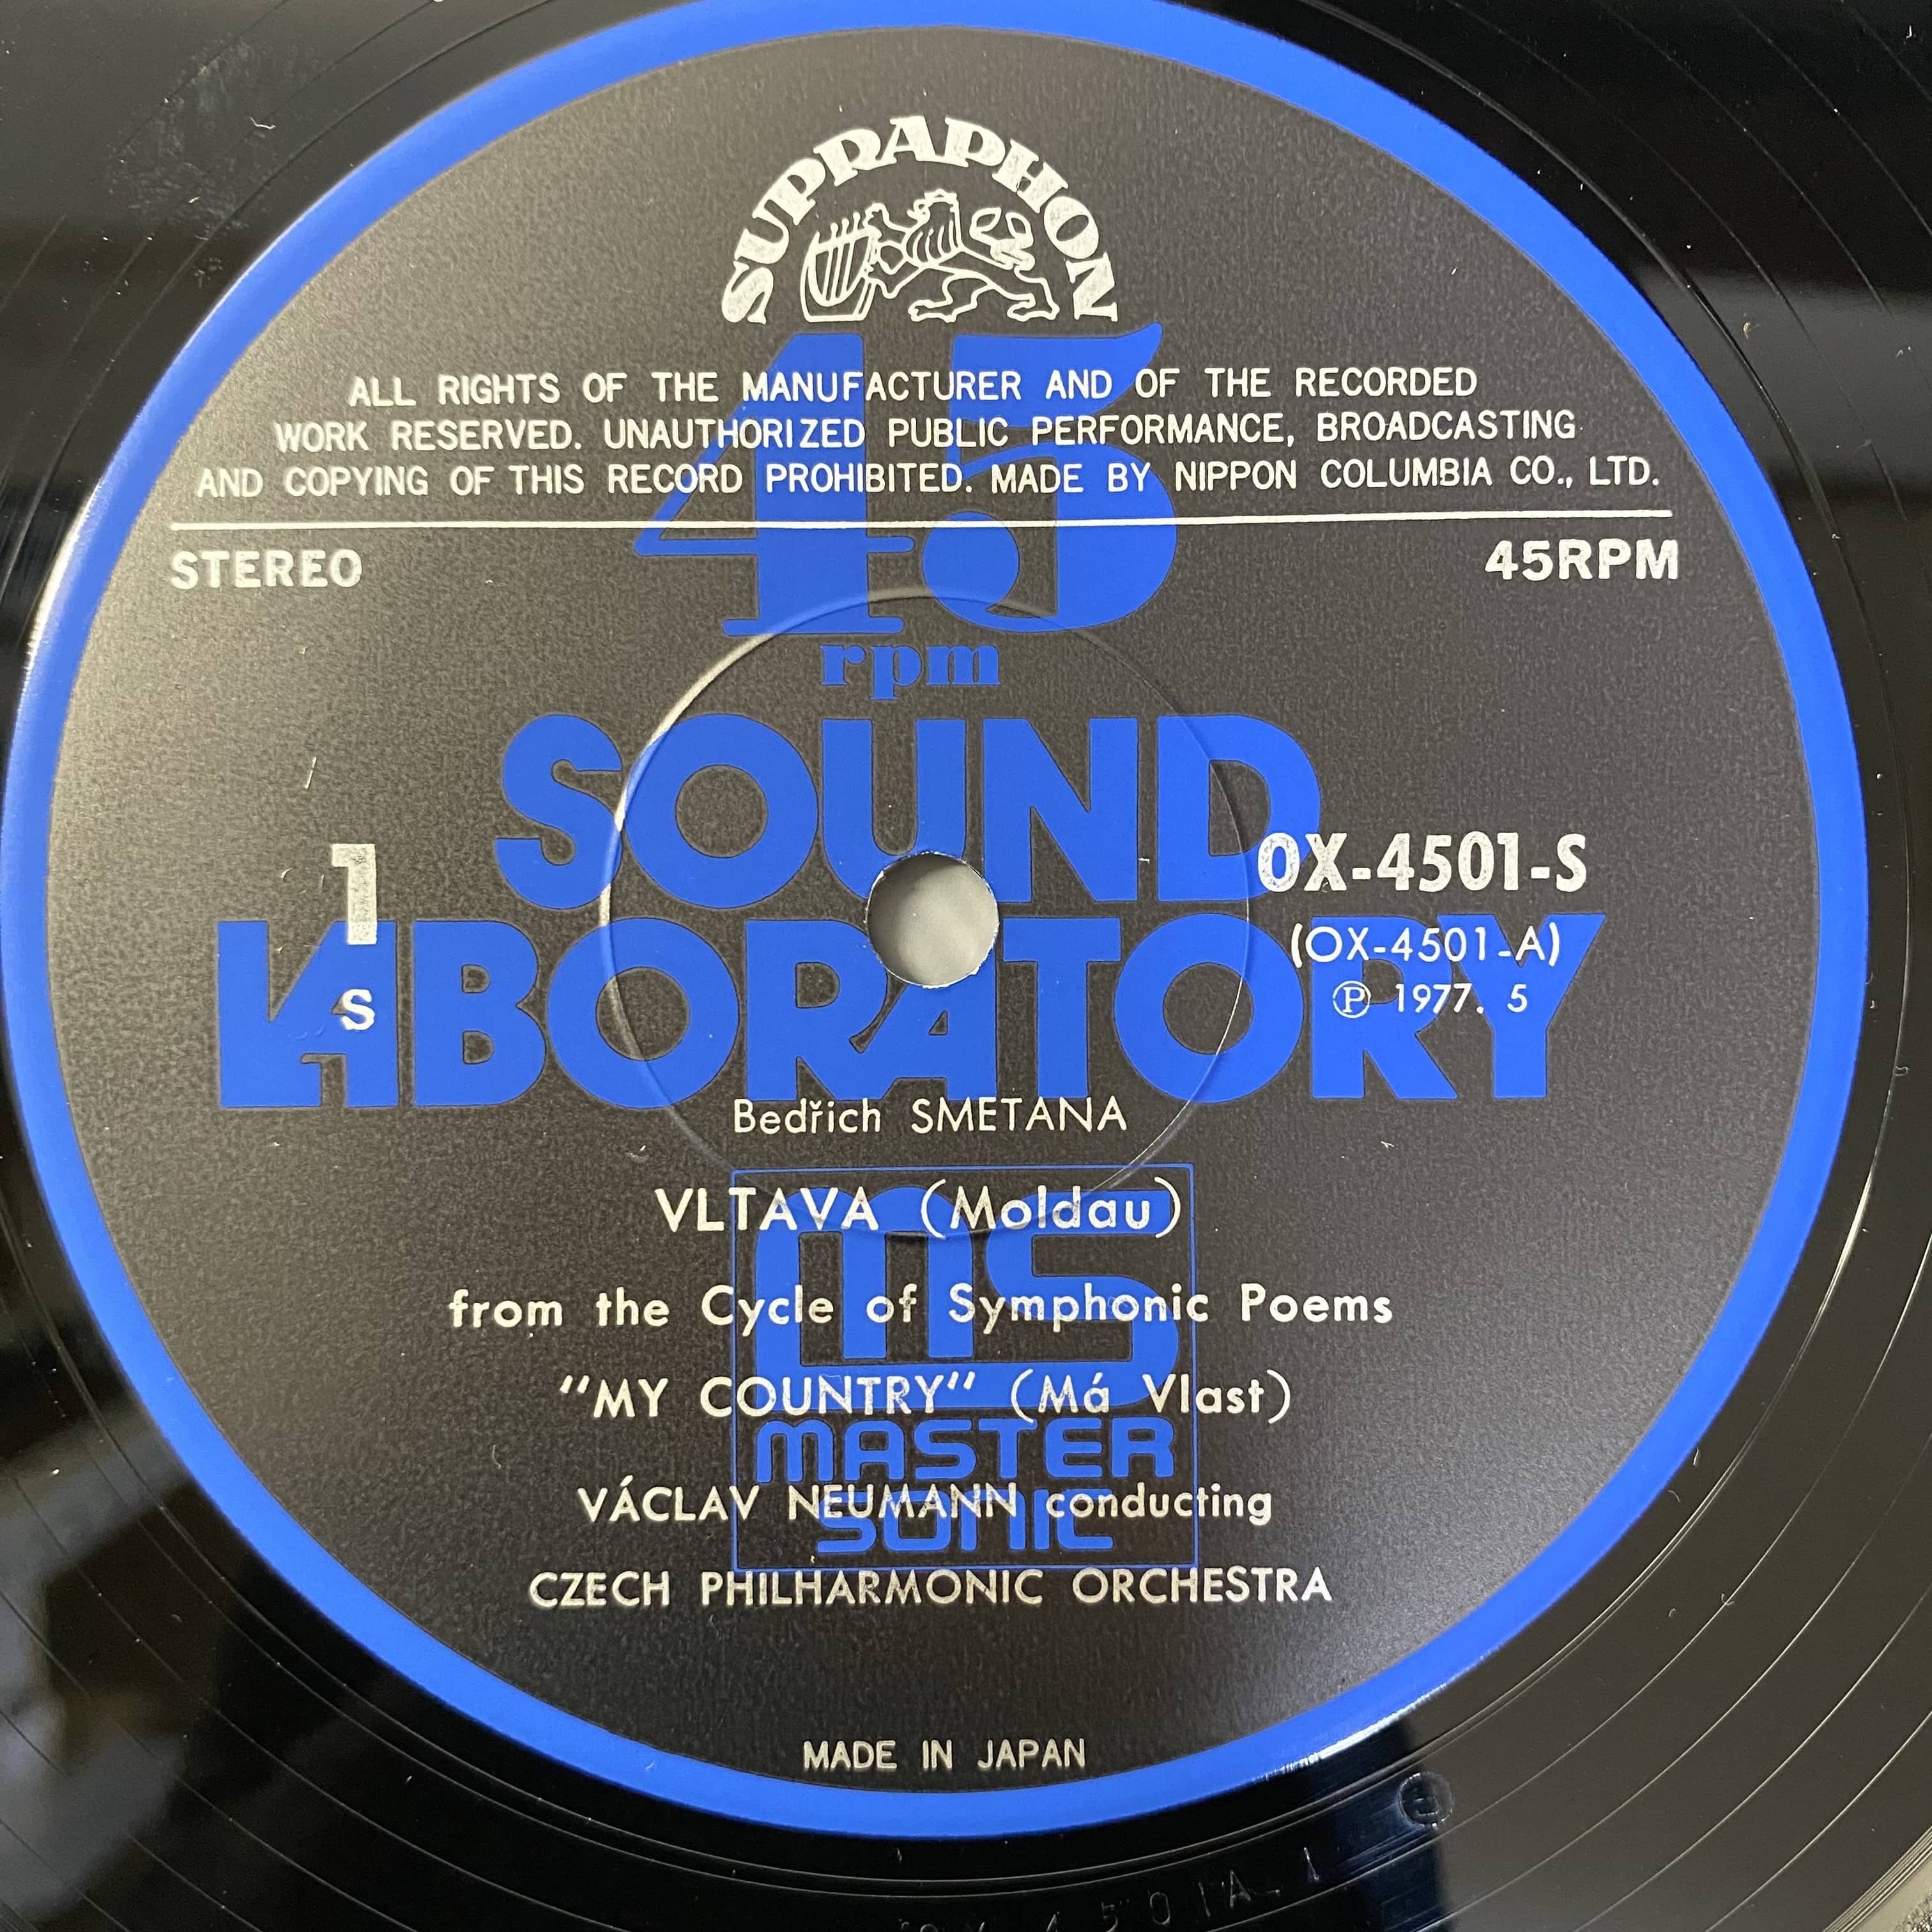 SUPRAPHON
ALL RIGHTS OF THE MANUFACTURER AND OF THE RECORDED
WORK RESERVED. UNAUTHORIZED PUBLIC PERFORMANCE, BROADCASTING
AND COPYING OF THIS RECORD PROHIBITED. MADE BY NIPPON COLUMBIA CO., LTD.
45
STEREO
45RPM
rpm
SOUND
LABORATORY
1
S
OX-4501-S
(OX-4501-A)
Ⓟ 1977. 5
Bedřich SMETANA
VLTAVA (Moldau)
from the Cycle of Symphonic Poems
"MY COUNTRY" (Má Vlast)
VÁCLAV NEUMANN conducting
CZECH PHILHARMONIC ORCHESTRA
MS
MASTER
SONIC
MADE IN JAPAN